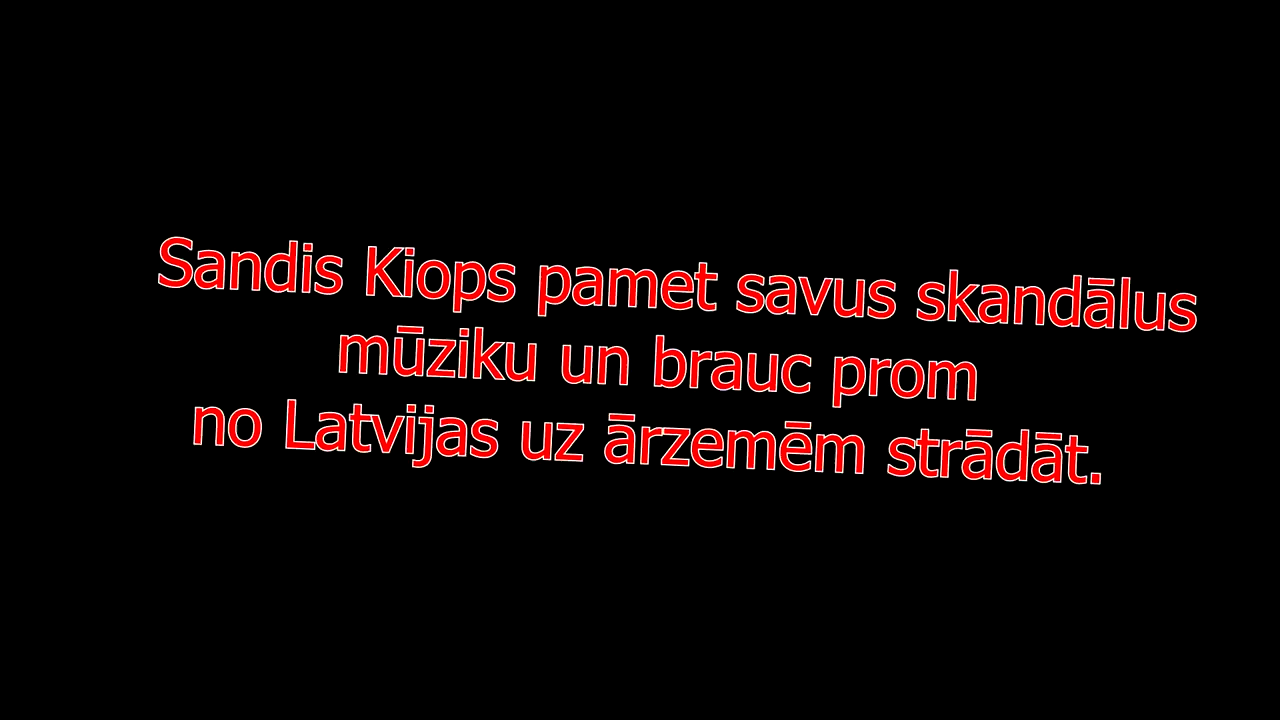 Sandis Kiops pamet savus skandālus
mūziku un brauc prom
no Latvijas uz ārzemēm strādāt.